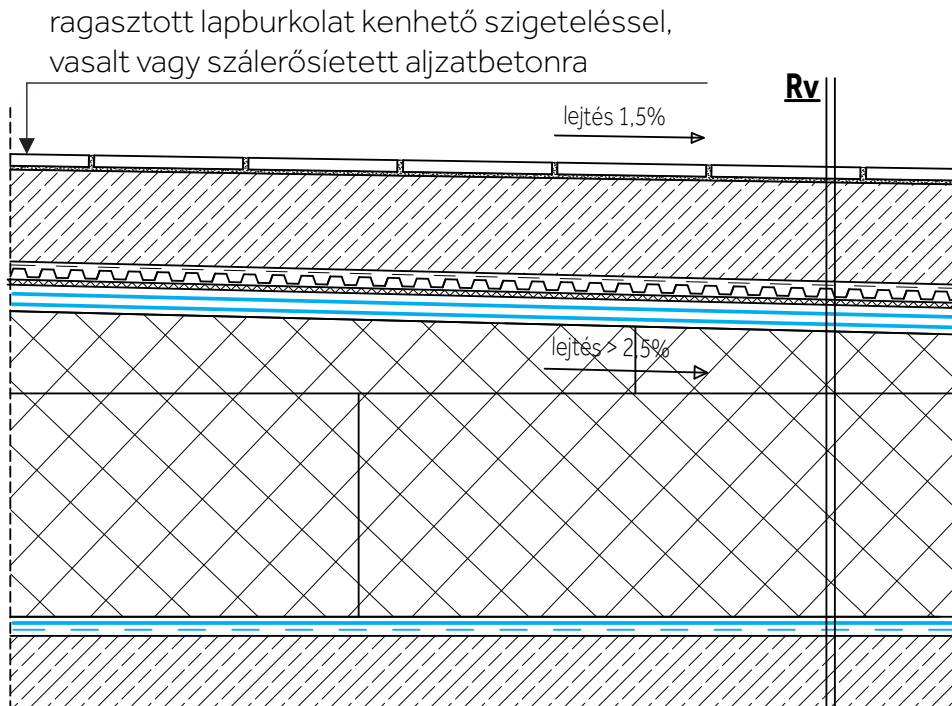 ragasztott lapburkolat kenhető szigeteléssel,
vasalt vagy szálerősíetett aljzatbetonra
Rv
lejtés 1,5%
lejtés > 2,5%